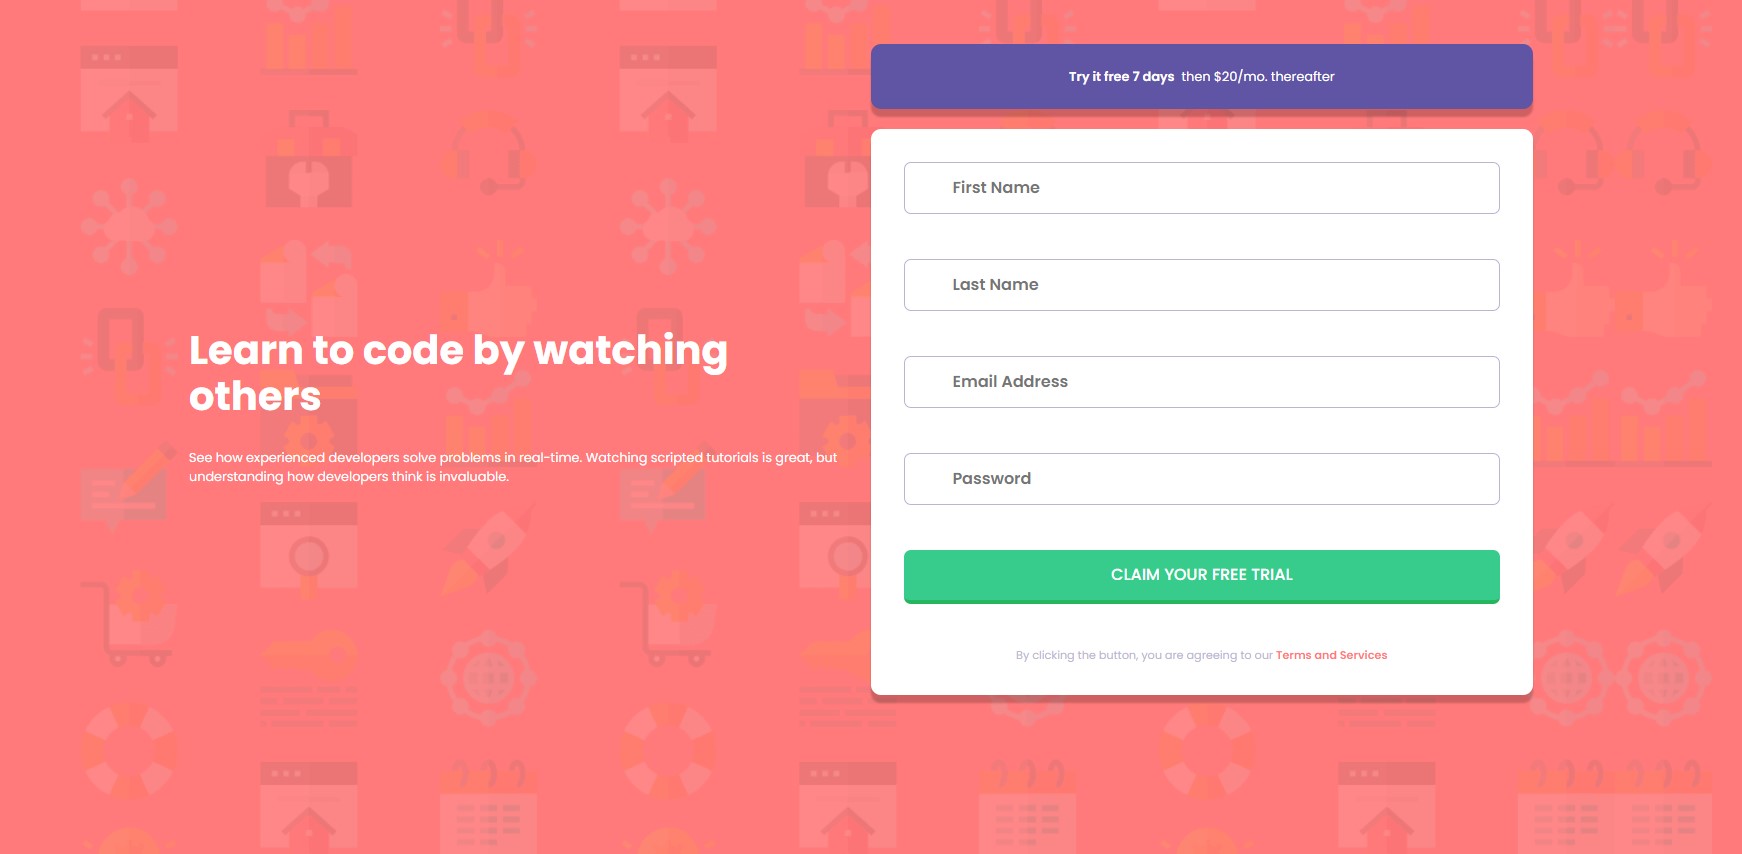 Try it free 7 days then $20/mo. thereafter
First Name
Last Name
Email Address
Password
CLAIM YOUR FREE TRIAL
By clicking the button, you are agreeing to our Terms and Services
Learn to code by watching
others
See how experienced developers solve problems in real-time. Watching scripted tutorials is great, but
understanding how developers think is invaluable.